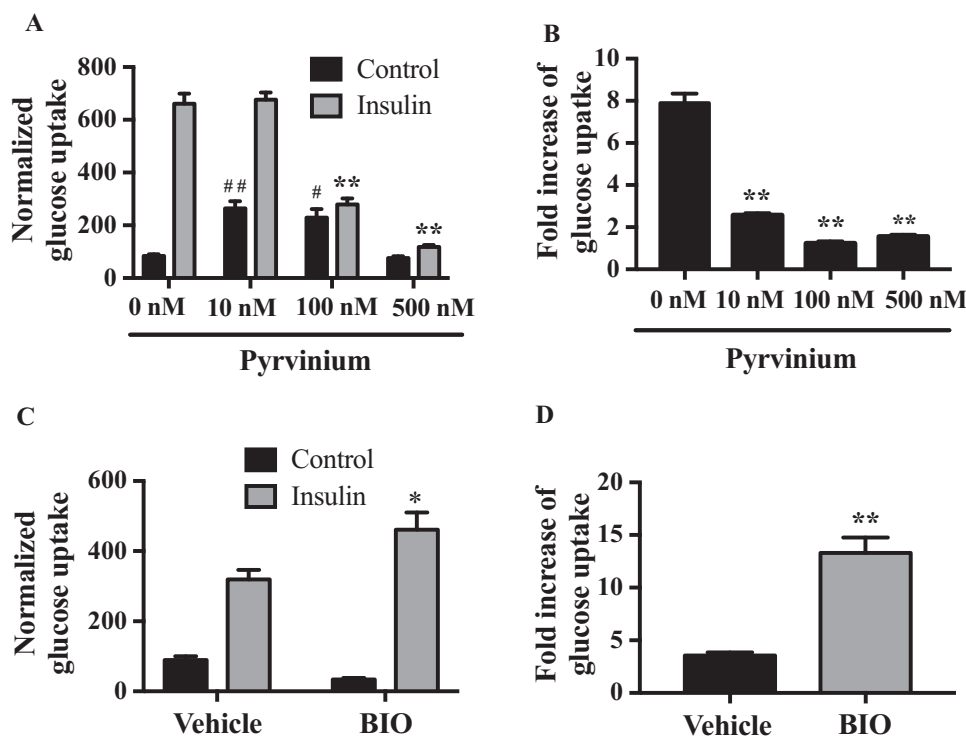 A
Normalized
glucose uptake
800
600
400
200
0
Control
Insulin
##
#
**
**
0 nM 10 nM 100 nM 500 nM
Pyrvinium
B
Fold increase of
glucose upatke
10
8
6
4
2
0
**
**
**
0 nM 10 nM 100 nM 500 nM
Pyrvinium
C
Normalized
glucose uptake
600
400
200
0
Control
Insulin
*
Vehicle BIO
D
Fold increase of
glucose uptake
20
15
10
5
0
**
Vehicle BIO